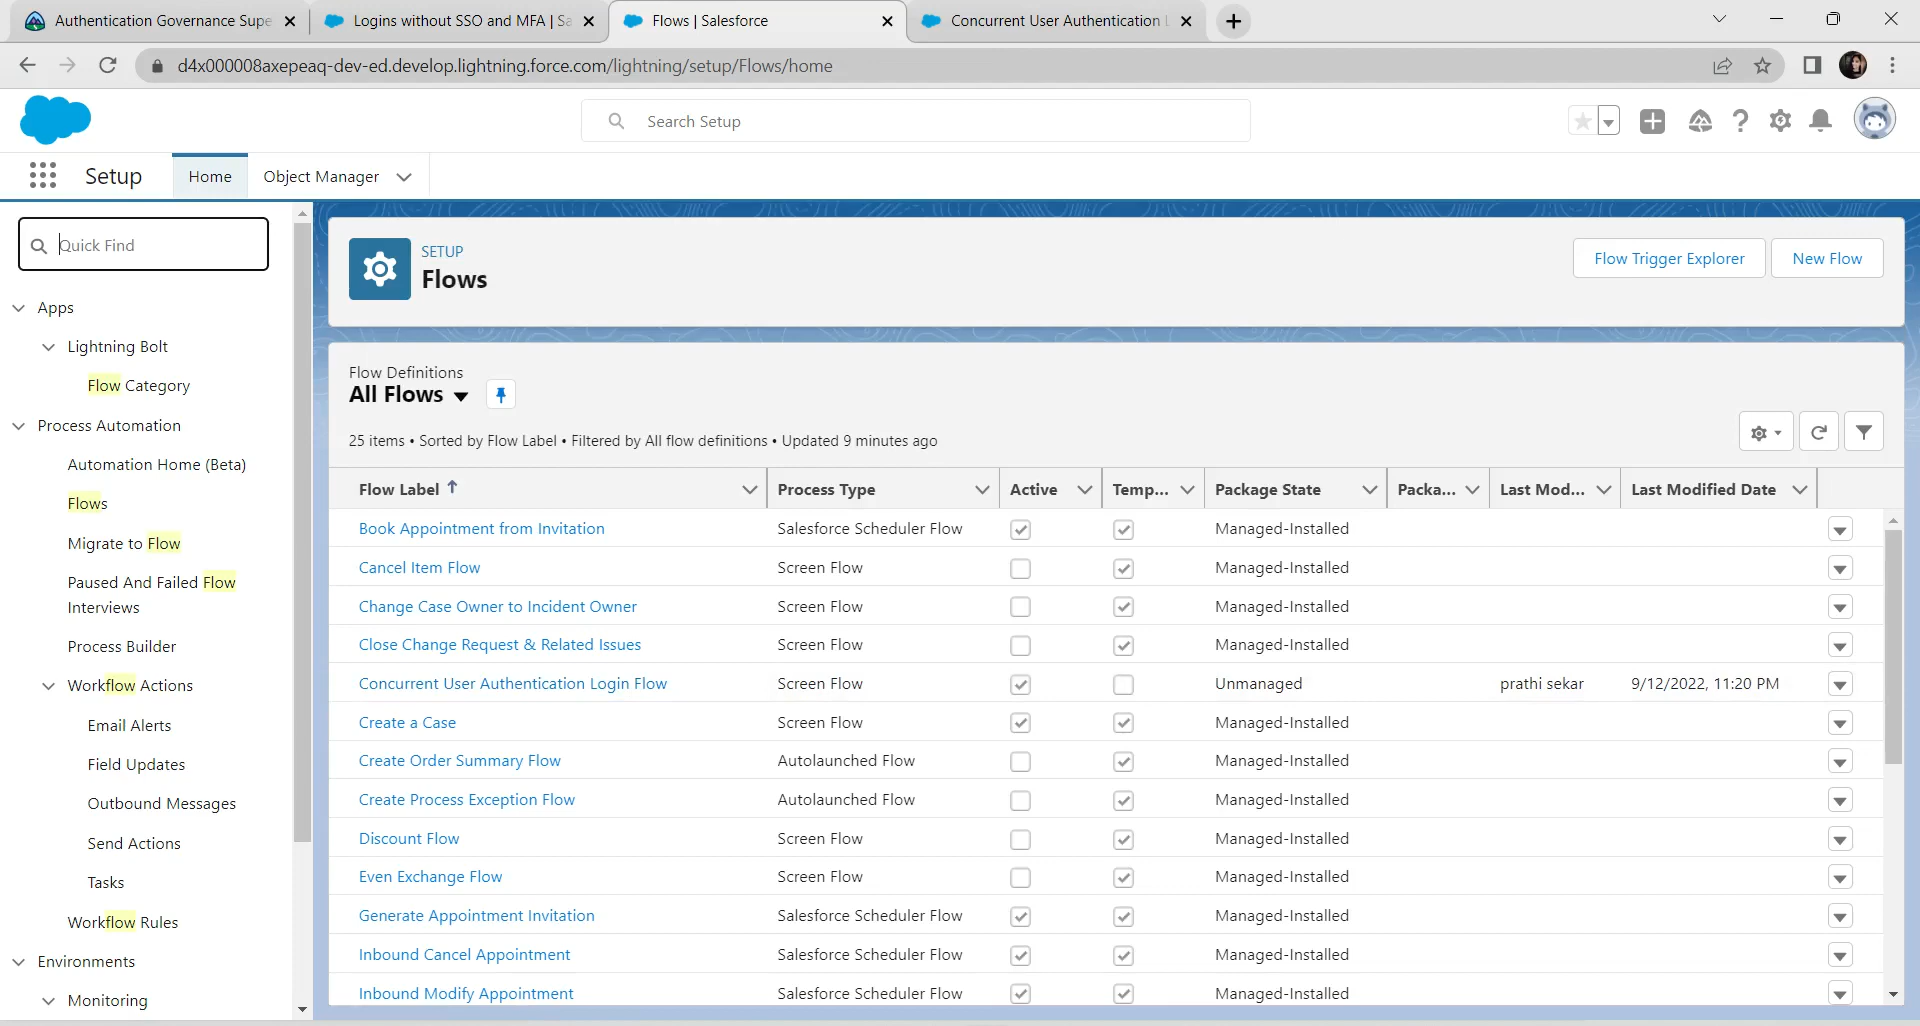 Authentication Governance Supe
Logins without SSO and MFA | Sa
Flows | Salesforce
Concurrent User Authentication L
d4x000008axepeaq-dev-ed.develop.lightning.force.com/lightning/setup/Flows/home
Search Setup
Setup
Home
Object Manager
Quick Find
Apps
Lightning Bolt
Flow Category
Process Automation
Automation Home (Beta)
Flows
Migrate to Flow
Paused And Failed Flow
Interviews
Process Builder
Workflow Actions
Email Alerts
Field Updates
Outbound Messages
Send Actions
Tasks
Workflow Rules
Environments
Monitoring
SETUP
Flows
Flow Trigger Explorer
New Flow
Flow Definitions
All Flows
25 items • Sorted by Flow Label • Filtered by All flow definitions • Updated 9 minutes ago
Flow Label ↑ Process Type Active Temp... Package State Packa... Last Mod... Last Modified Date
Book Appointment from Invitation Salesforce Scheduler Flow Managed-Installed
Cancel Item Flow Screen Flow Managed-Installed
Change Case Owner to Incident Owner Screen Flow Managed-Installed
Close Change Request & Related Issues Screen Flow Managed-Installed
Concurrent User Authentication Login Flow Screen Flow Unmanaged prathi sekar 9/12/2022, 11:20 PM
Create a Case Screen Flow Managed-Installed
Create Order Summary Flow Autolaunched Flow Managed-Installed
Create Process Exception Flow Autolaunched Flow Managed-Installed
Discount Flow Screen Flow Managed-Installed
Even Exchange Flow Screen Flow Managed-Installed
Generate Appointment Invitation Salesforce Scheduler Flow Managed-Installed
Inbound Cancel Appointment Salesforce Scheduler Flow Managed-Installed
Inbound Modify Appointment Salesforce Scheduler Flow Managed-Installed